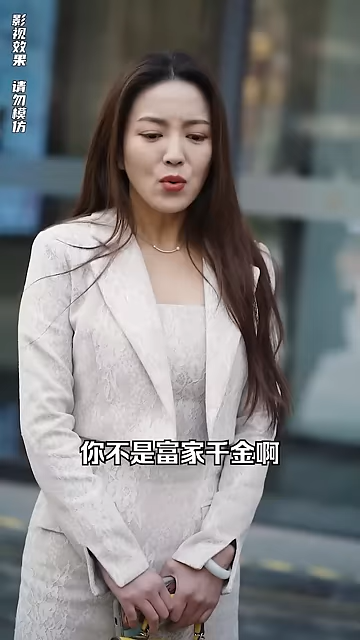 影视效果 请勿模仿
你不是富家千金啊